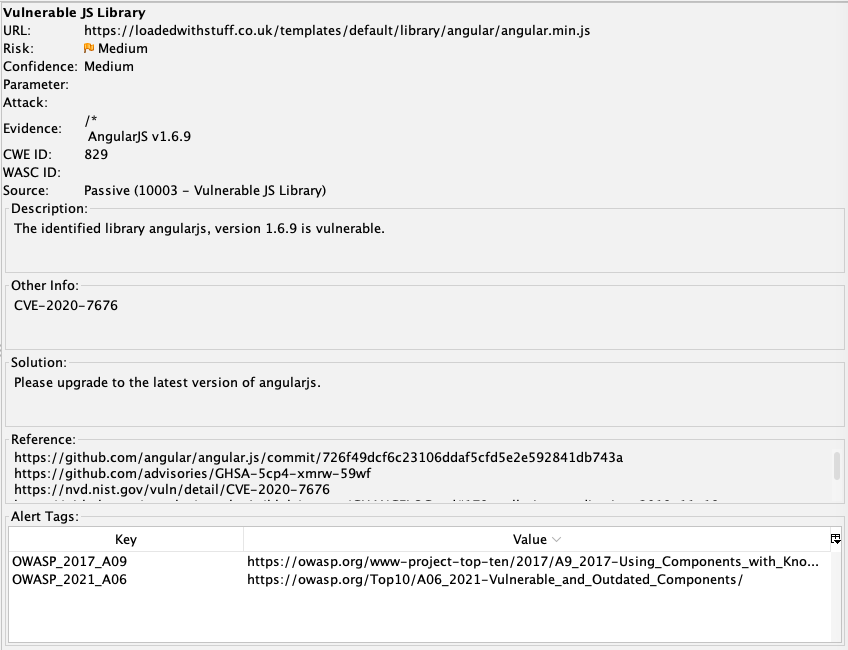 Vulnerable JS Library
URL: https://loadedwithstuff.co.uk/templates/default/library/angular/angular.min.js
Risk: Medium
Confidence: Medium
Parameter:
Attack:
Evidence: /*
AngularJS v1.6.9
CWE ID: 829
WASC ID:
Source: Passive (10003 - Vulnerable JS Library)
Description:
The identified library angularjs, version 1.6.9 is vulnerable.
Other Info:
CVE-2020-7676
Solution:
Please upgrade to the latest version of angularjs.
Reference:
https://github.com/angular/angular.js/commit/726f49dcf6c23106ddaf5cfd5e2e592841db743a
https://github.com/advisories/GHSA-5cp4-xmrw-59wf
https://nvd.nist.gov/vuln/detail/CVE-2020-7676
Alert Tags:
Key Value
OWASP_2017_A09 https://owasp.org/www-project-top-ten/2017/A9_2017-Using_Components_with_Kno...
OWASP_2021_A06 https://owasp.org/Top10/A06_2021-Vulnerable_and_Outdated_Components/